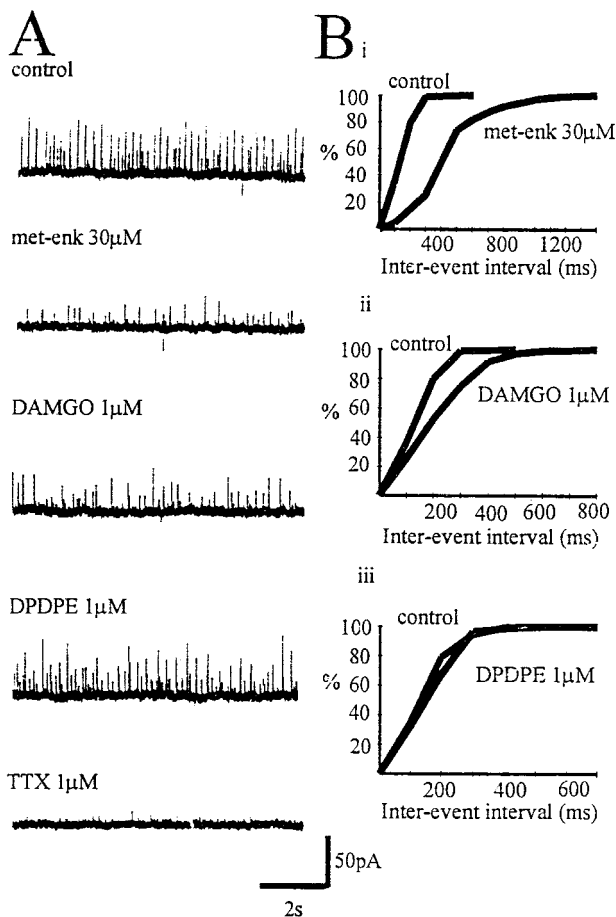 A
control
met-enk 30μM
DAMGO 1μM
DPDPE 1μM
TTX 1μM
50pA
2s
B i
control
100
80
60
40
20
%
met-enk 30μM
400 800 1200
Inter-event interval (ms)
ii
control
100
80
60
40
20
%
DAMGO 1μM
200 400 600 800
Inter-event interval (ms)
iii
control
100
80
60
40
20
%
DPDPE 1μM
200 400 600
Inter-event interval (ms)